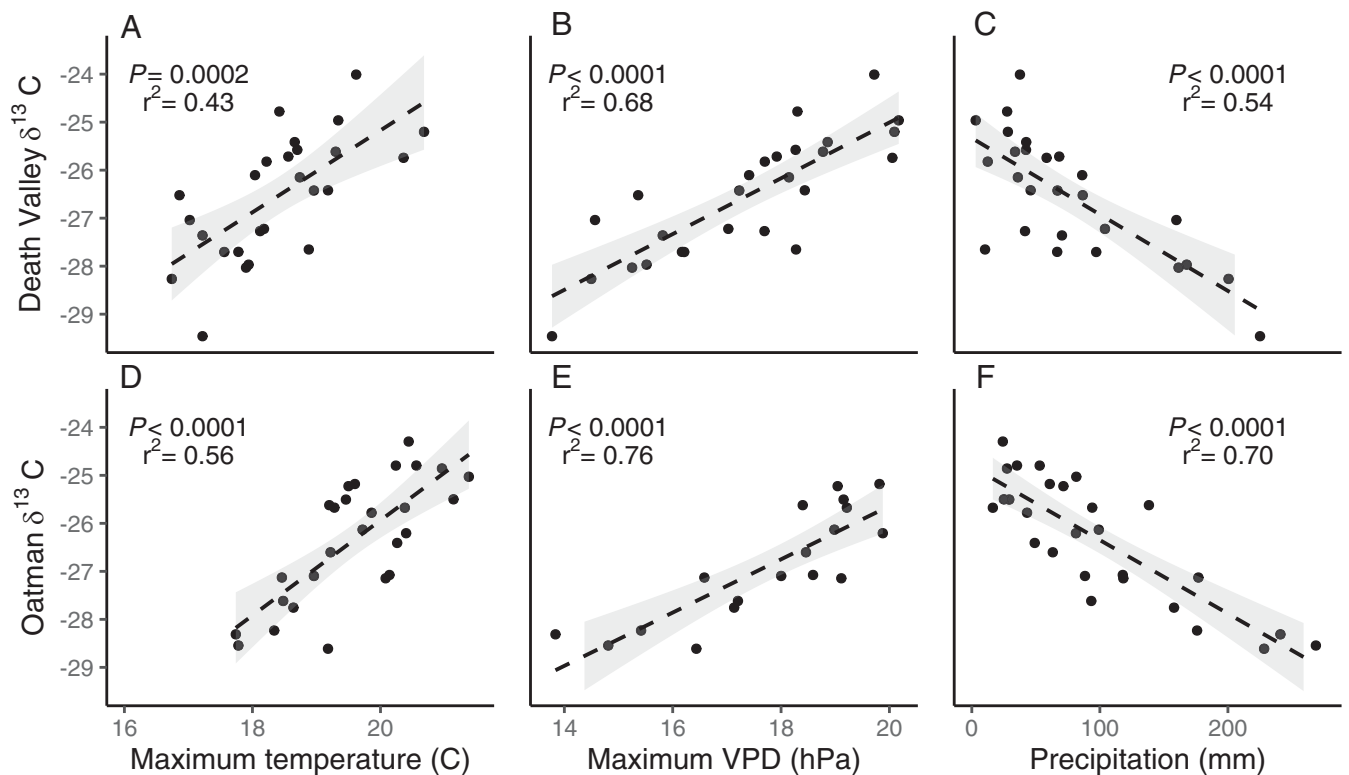 A
P= 0.0002
r²= 0.43
B
P< 0.0001
r²= 0.68
C
P< 0.0001
r²= 0.54
Death Valley δ¹³ C
-24
-25
-26
-27
-28
-29
D
P< 0.0001
r²= 0.56
E
P< 0.0001
r²= 0.76
F
P< 0.0001
r²= 0.70
Oatman δ¹³ C
-24
-25
-26
-27
-28
-29
16 18 20
14 16 18 20
0 100 200
Maximum temperature (C)
Maximum VPD (hPa)
Precipitation (mm)